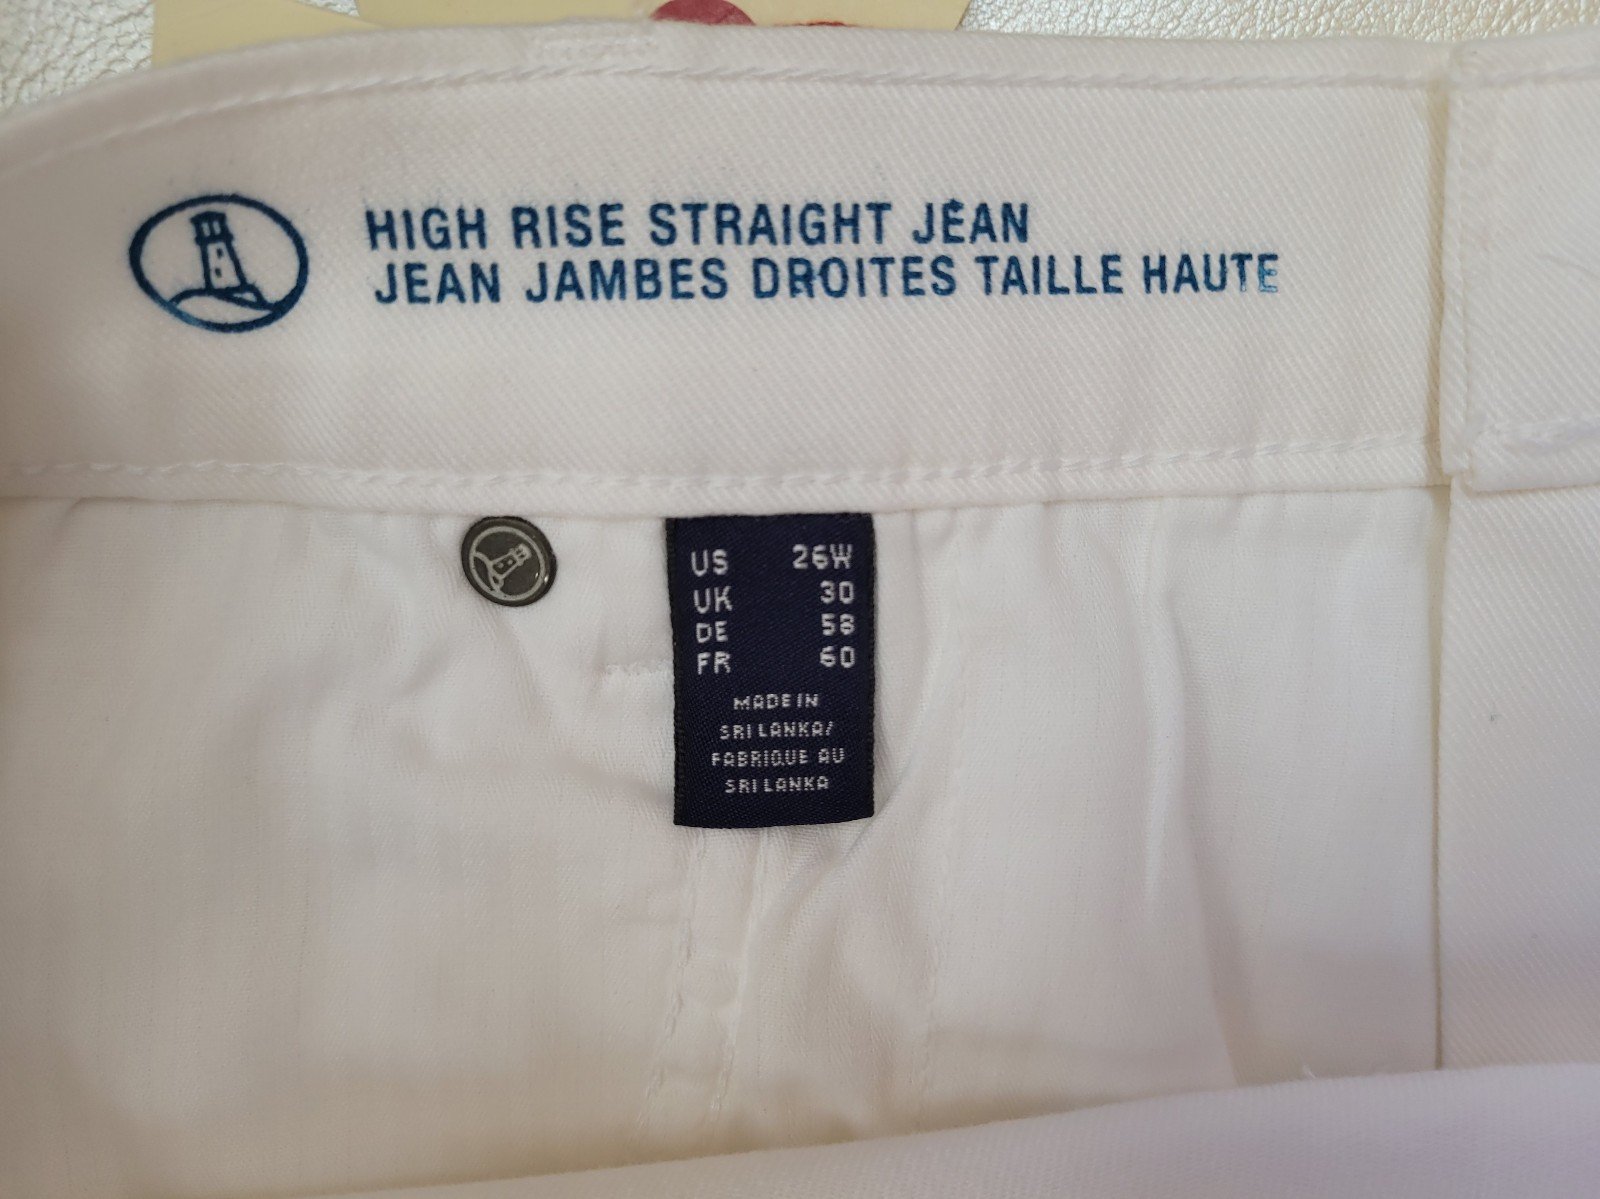 HIGH RISE STRAIGHT JEAN
JEAN JAMBES DROITES TAILLE HAUTE
US 26W
UK 30
DE 58
FR 60
MADE IN
SRI LANKA/
FABRIQUE AU
SRI LANKA